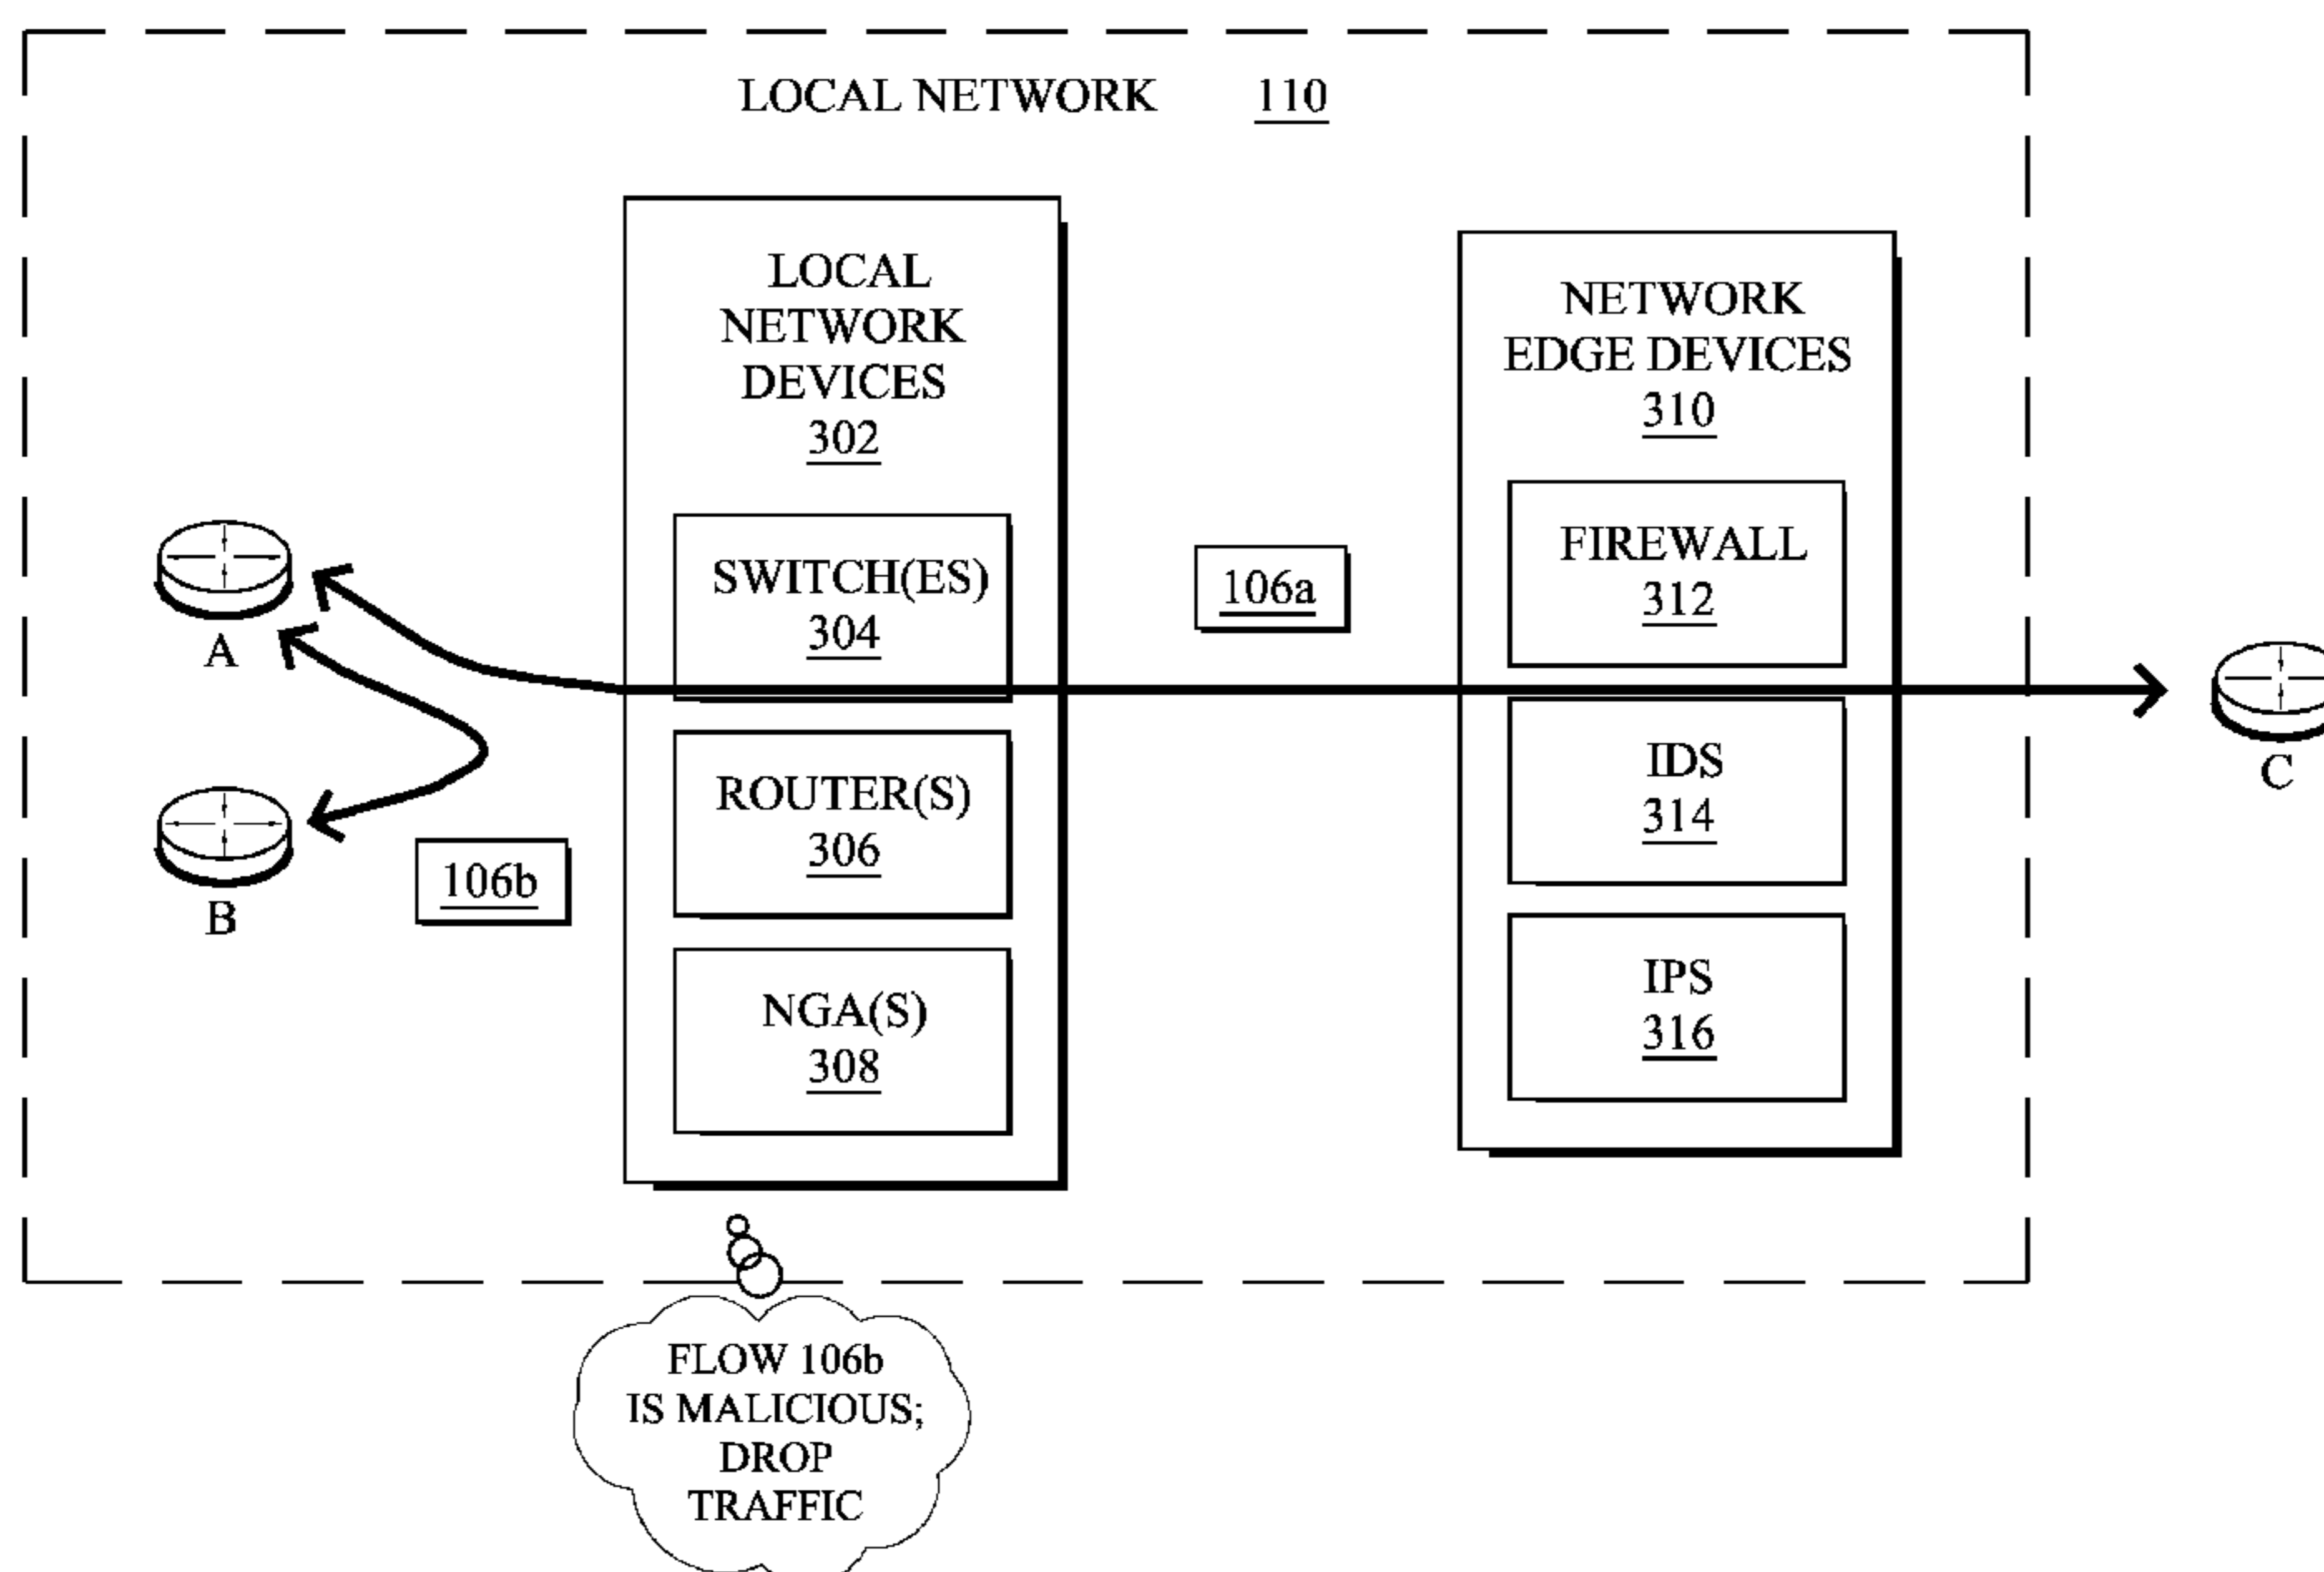 LOCAL NETWORK 110
LOCAL
NETWORK
DEVICES
302
SWITCH(ES)
304
ROUTER(S)
306
NGA(S)
308
106a
NETWORK
EDGE DEVICES
310
FIREWALL
312
IDS
314
IPS
316
A
B
106b
C
FLOW 106b
IS MALICIOUS;
DROP
TRAFFIC